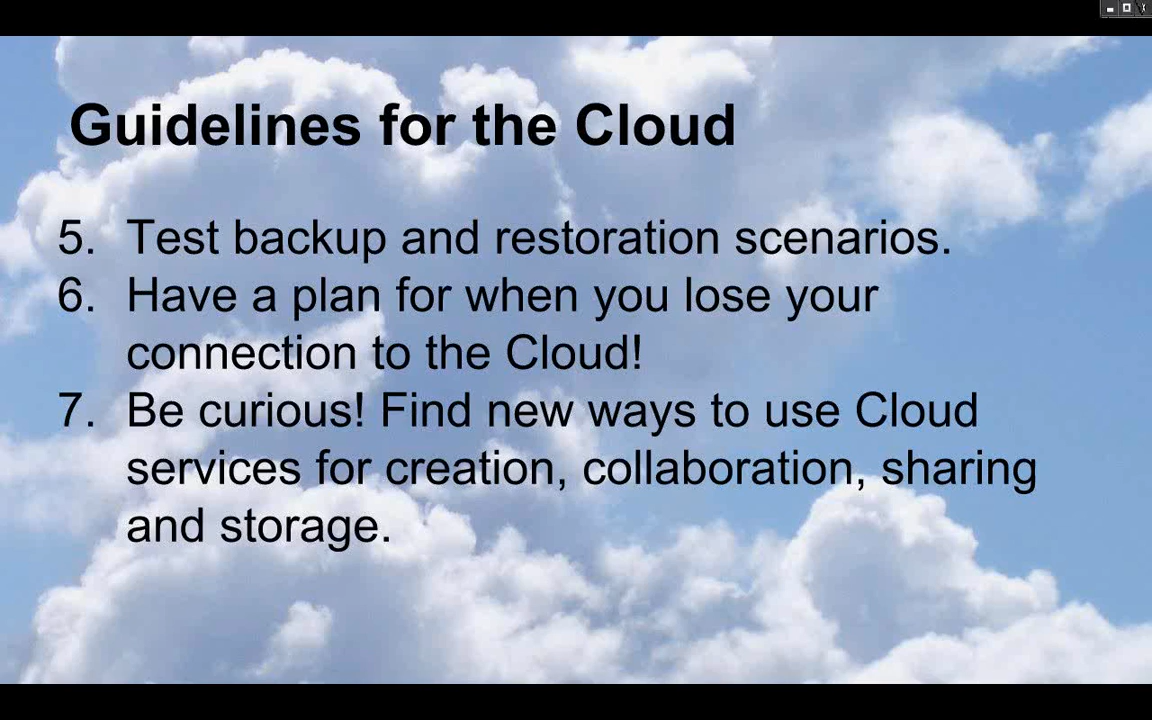 Guidelines for the Cloud
5. Test backup and restoration scenarios.
6. Have a plan for when you lose your
connection to the Cloud!
7. Be curious! Find new ways to use Cloud
services for creation, collaboration, sharing
and storage.